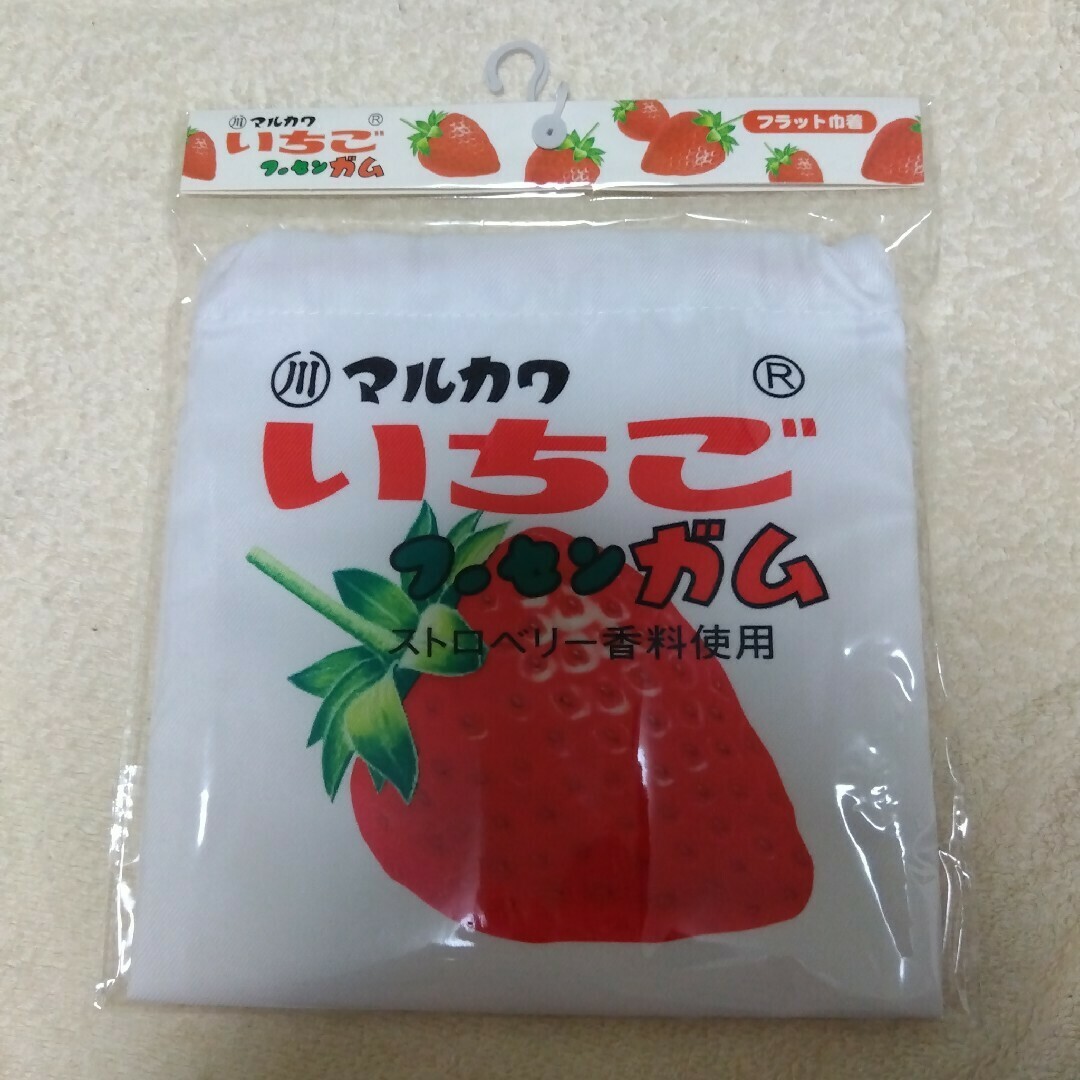 川 マルカワ ®
いちご
フーセンガム
フラット巾着
川 マルカワ ®
いちご
フーセンガム
ストロベリー香料使用